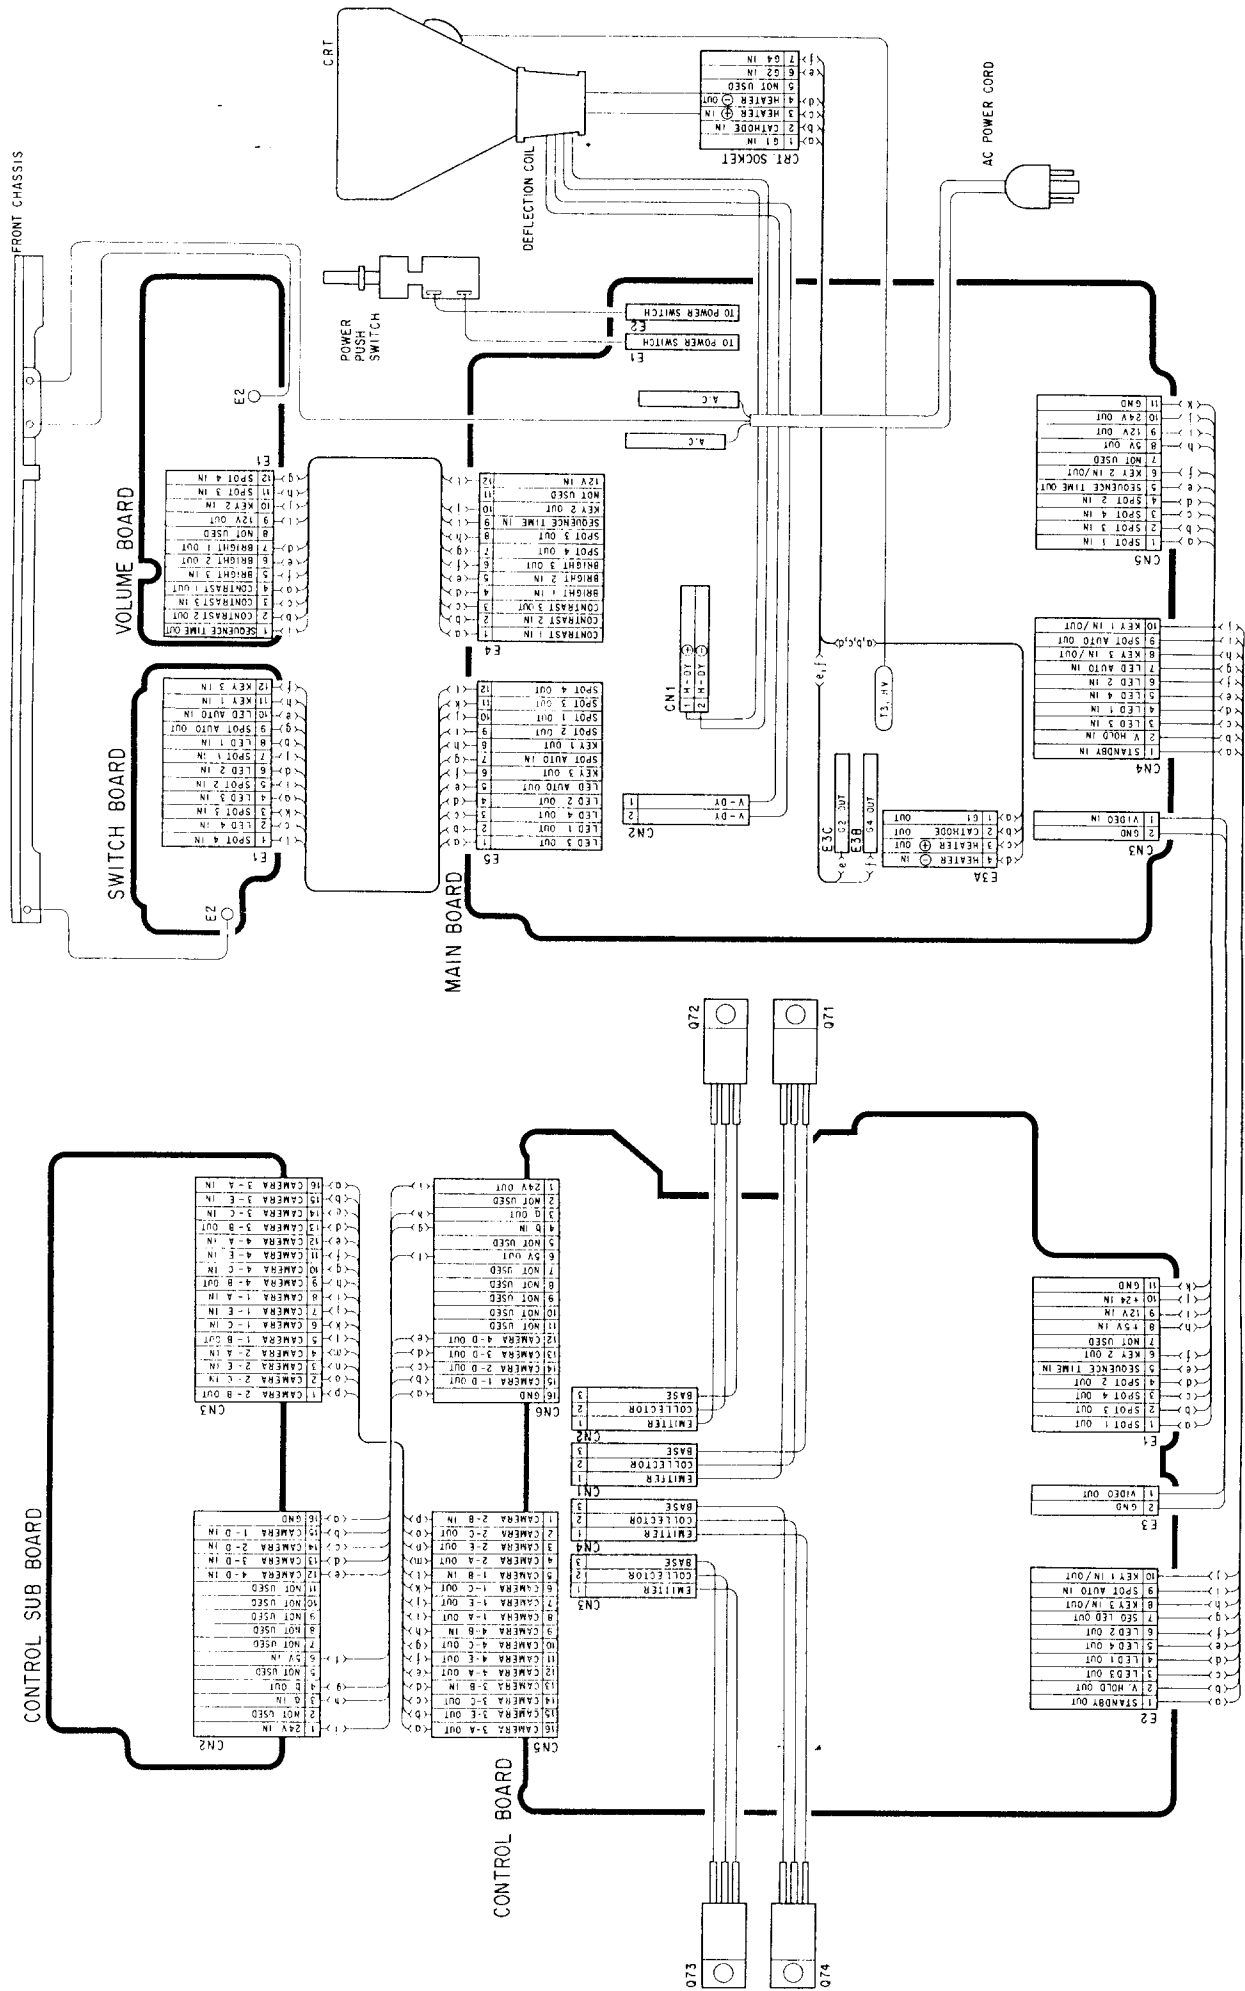 FRONT CHASSIS
CRT
DEFLECTION COIL
CRT. SOCKET
7 G4 IN (f)
6 G2 IN (e)
5 NOT USED
4 HEATER ⊖ OUT (d)
3 HEATER ⊕ IN (c)
2 CATHODE IN (b)
1 G1 IN (a)
AC POWER CORD
POWER
PUSH
SWITCH
TO POWER SWITCH
E2
TO POWER SWITCH
E1
A.C
A.C
VOLUME BOARD
E2
E1
12 SPOT 4 IN (g)
11 SPOT 3 IN (h)
10 KEY 2 IN (j)
9 12V OUT
8 NOT USED
7 BRIGHT 1 OUT (d)
6 BRIGHT 2 OUT (e)
5 BRIGHT 3 IN (f)
4 CONTRAST 1 OUT (a)
3 CONTRAST 3 IN (c)
2 CONTRAST 2 OUT (b)
1 SEQUENCE TIME OUT (i)
SWITCH BOARD
E2
E1
12 KEY 3 IN (f)
11 KEY 1 IN (h)
10 LED AUTO IN (e)
9 SPOT AUTO OUT (g)
8 LED 1 IN (b)
7 SPOT 1 IN (j)
6 LED 2 IN (d)
5 SPOT 2 IN (i)
4 LED 3 IN (a)
3 SPOT 3 IN (k)
2 LED 4 IN (c)
1 SPOT 4 IN (l)
MAIN BOARD
E4
12 12V IN
11 NOT USED
10 KEY 2 OUT (j)
9 SEQUENCE TIME IN (i)
8 SPOT 3 OUT (h)
7 SPOT 4 OUT (g)
6 BRIGHT 3 OUT (f)
5 BRIGHT 2 IN (e)
4 BRIGHT 1 IN (d)
3 CONTRAST 3 OUT (c)
2 CONTRAST 2 IN (b)
1 CONTRAST 1 IN (a)
E5
12 SPOT 4 OUT (l)
11 SPOT 3 OUT (k)
10 SPOT 1 OUT (j)
9 SPOT 2 OUT (i)
8 KEY 1 OUT (h)
7 SPOT AUTO IN (g)
6 KEY 3 OUT (f)
5 LED AUTO OUT (e)
4 LED 2 OUT (d)
3 LED 4 OUT (c)
2 LED 1 OUT (b)
1 LED 3 OUT (a)
CN1
1 H-DY ⊕
2 H-DY ⊖
CN2
1 V-DY
2 V-DY
e,f
a,b,c,d
T3, HV
E3C
G2 OUT (e)
E3B
G4 OUT (f)
E3A
1 G1 OUT (a)
2 CATHODE OUT (b)
3 HEATER ⊕ OUT (c)
4 HEATER ⊖ IN (d)
CN5
11 GND (k)
10 24V OUT (j)
9 12V OUT (i)
8 5V OUT (h)
7 NOT USED
6 KEY 2 IN/OUT (f)
5 SEQUENCE TIME OUT (e)
4 SPOT 2 IN (d)
3 SPOT 4 IN (c)
2 SPOT 3 IN (b)
1 SPOT 1 IN (a)
CN4
10 KEY 1 IN/OUT (j)
9 SPOT AUTO OUT (i)
8 KEY 3 IN/OUT (h)
7 LED AUTO IN (g)
6 LED 2 IN (f)
5 LED 4 IN (e)
4 LED 1 IN (d)
3 LED 3 IN (c)
2 V. HOLD IN (b)
1 STANDBY IN (a)
CN3
1 VIDEO IN
2 GND
Q72
Q71
CONTROL SUB BOARD
CN3
16 CAMERA 3-A IN (a)
15 CAMERA 3-E IN (b)
14 CAMERA 3-C IN (c)
13 CAMERA 3-B OUT (d)
12 CAMERA 4-A IN (e)
11 CAMERA 4-E IN (f)
10 CAMERA 4-C IN (g)
9 CAMERA 4-B OUT (h)
8 CAMERA 1-A IN (i)
7 CAMERA 1-E IN (j)
6 CAMERA 1-C IN (k)
5 CAMERA 1-B OUT (l)
4 CAMERA 2-A IN (m)
3 CAMERA 2-E IN (n)
2 CAMERA 2-C IN (o)
1 CAMERA 2-B OUT (p)
CN2
16 GND (a)
15 CAMERA 1-D IN (b)
14 CAMERA 2-D IN (c)
13 CAMERA 3-D IN (d)
12 CAMERA 4-D IN (e)
11 NOT USED
10 NOT USED
9 NOT USED
8 NOT USED
7 NOT USED
6 5V IN (f)
5 NOT USED
4 b OUT (g)
3 a IN (h)
2 NOT USED
1 24V IN (i)
CONTROL BOARD
CN6
1 24V OUT (i)
2 NOT USED
3 a OUT (h)
4 b IN (g)
5 NOT USED
6 5V OUT (f)
7 NOT USED
8 NOT USED
9 NOT USED
10 NOT USED
11 NOT USED
12 CAMERA 4-D OUT (e)
13 CAMERA 3-D OUT (d)
14 CAMERA 2-D OUT (c)
15 CAMERA 1-D OUT (b)
16 GND (a)
CN5
1 CAMERA 2-B IN (p)
2 CAMERA 2-C OUT (o)
3 CAMERA 2-E OUT (n)
4 CAMERA 2-A OUT (m)
5 CAMERA 1-B IN (l)
6 CAMERA 1-C OUT (k)
7 CAMERA 1-E OUT (j)
8 CAMERA 1-A OUT (i)
9 CAMERA 4-B IN (h)
10 CAMERA 4-C OUT (g)
11 CAMERA 4-E OUT (f)
12 CAMERA 4-A OUT (e)
13 CAMERA 3-B IN (d)
14 CAMERA 3-C OUT (c)
15 CAMERA 3-E OUT (b)
16 CAMERA 3-A OUT (a)
CN2
3 BASE
2 COLLECTOR
1 EMITTER
CN1
3 BASE
2 COLLECTOR
1 EMITTER
CN4
3 BASE
2 COLLECTOR
1 EMITTER
CN3
3 BASE
2 COLLECTOR
1 EMITTER
E1
11 GND (k)
10 +24 IN
9 12V IN (i)
8 +5V IN (h)
7 NOT USED
6 KEY 2 OUT (f)
5 SEQUENCE TIME IN (e)
4 SPOT 2 OUT (d)
3 SPOT 4 OUT (c)
2 SPOT 3 OUT (b)
1 SPOT 1 OUT (a)
E3
1 VIDEO OUT
2 GND
E2
10 KEY 1 IN/OUT (j)
9 SPOT AUTO IN (i)
8 KEY 3 IN/OUT (h)
7 SEQ LED OUT (g)
6 LED 2 OUT (f)
5 LED 4 OUT (e)
4 LED 1 OUT (d)
3 LED3 OUT (c)
2 V. HOLD OUT (b)
1 STANDBY OUT (a)
Q73
Q74